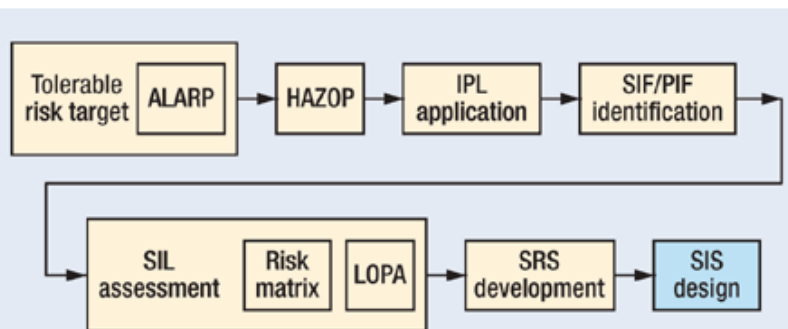 Tolerable
risk target
ALARP
HAZOP
IPL
application
SIF/PIF
identification
SIL
assessment
Risk
matrix
LOPA
SRS
development
SIS
design